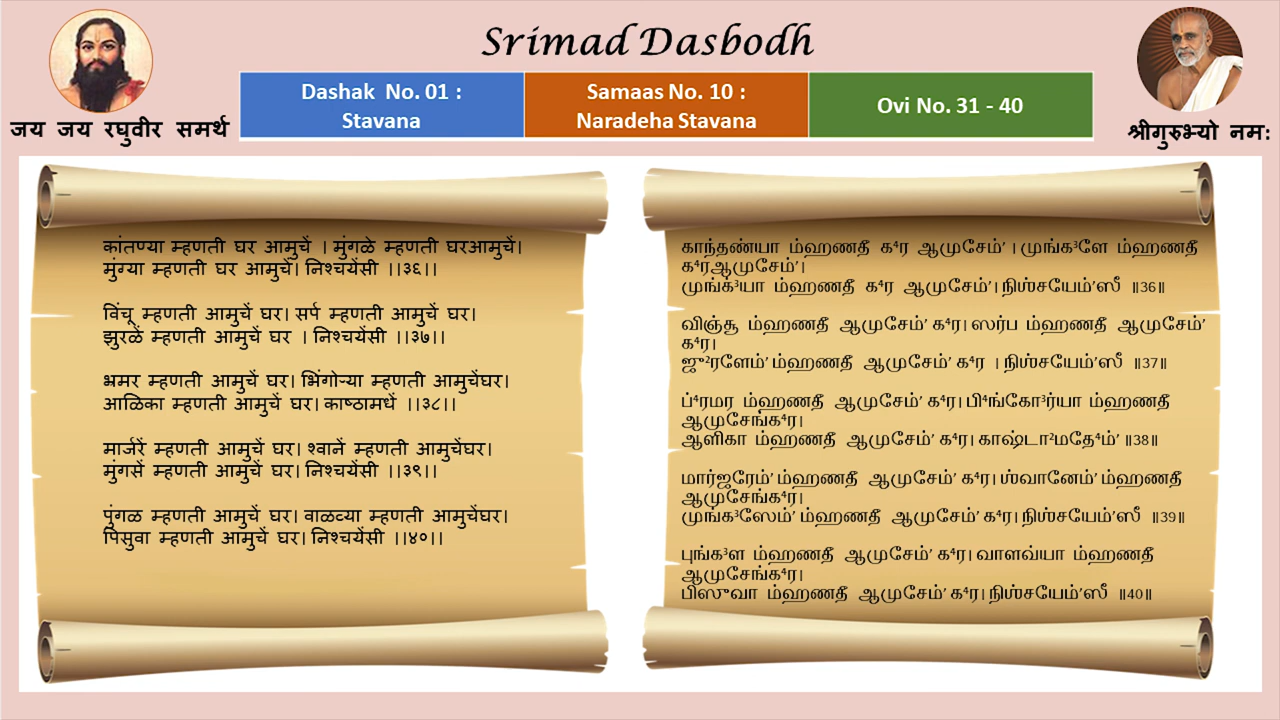 Srimad Dasbodh
Dashak No. 01 :
Stavana
Samaas No. 10 :
Naradeha Stavana
Ovi No. 31 - 40
जय जय रघुवीर समर्थ
श्रीगुरुभ्यो नम:
कांतण्या म्हणती घर आमुचें । मुंगळे म्हणती घरआमुचें।
मुंग्या म्हणती घर आमुचें। निश्चयेंसी ।।३६।।
विंचू म्हणती आमुचें घर। सर्प म्हणती आमुचें घर।
झुरळें म्हणती आमुचें घर । निश्चयेंसी ।।३७।।
भ्रमर म्हणती आमुचें घर। भिंगोऱ्या म्हणती आमुचेंघर।
आळिका म्हणती आमुचें घर। काष्ठामधें ।।३८।।
मार्जरें म्हणती आमुचें घर। श्वानें म्हणती आमुचेंघर।
मुंगसें म्हणती आमुचें घर। निश्चयेंसी ।।३९।।
पुंगळ म्हणती आमुचें घर। वाळव्या म्हणती आमुचेंघर।
पिसुवा म्हणती आमुचें घर। निश्चयेंसी ।।४०।।
காந்தண்யா ம்ஹணதீ க⁴ர ஆமுசேம்ʼ । முங்க³ளே ம்ஹணதீ
க⁴ரஆமுசேம்ʼ।
முங்க்³யா ம்ஹணதீ க⁴ர ஆமுசேம்ʼ। நிஶ்சயேம்ʼஸீ ॥36॥
விஞ்சூ ம்ஹணதீ ஆமுசேம்ʼ க⁴ர। ஸர்ப ம்ஹணதீ ஆமுசேம்ʼ
க⁴ர।
ஜு²ரளேம்ʼ ம்ஹணதீ ஆமுசேம்ʼ க⁴ர । நிஶ்சயேம்ʼஸீ ॥37॥
ப்⁴ரமர ம்ஹணதீ ஆமுசேம்ʼ க⁴ர। பி⁴ங்கோ³ர்யா ம்ஹணதீ
ஆமுசேங்க⁴ர।
ஆளிகா ம்ஹணதீ ஆமுசேம்ʼ க⁴ர। காஷ்டா²மதே⁴ம்ʼ ॥38॥
மார்ஜரேம்ʼ ம்ஹணதீ ஆமுசேம்ʼ க⁴ர। ஶ்வானேம்ʼ ம்ஹணதீ
ஆமுசேங்க⁴ர।
முங்க³ஸேம்ʼ ம்ஹணதீ ஆமுசேம்ʼ க⁴ர। நிஶ்சயேம்ʼஸீ ॥39॥
புங்க³ள ம்ஹணதீ ஆமுசேம்ʼ க⁴ர। வாளவ்யா ம்ஹணதீ
ஆமுசேங்க⁴ர।
பிஸுவா ம்ஹணதீ ஆமுசேம்ʼ க⁴ர। நிஶ்சயேம்ʼஸீ ॥40॥